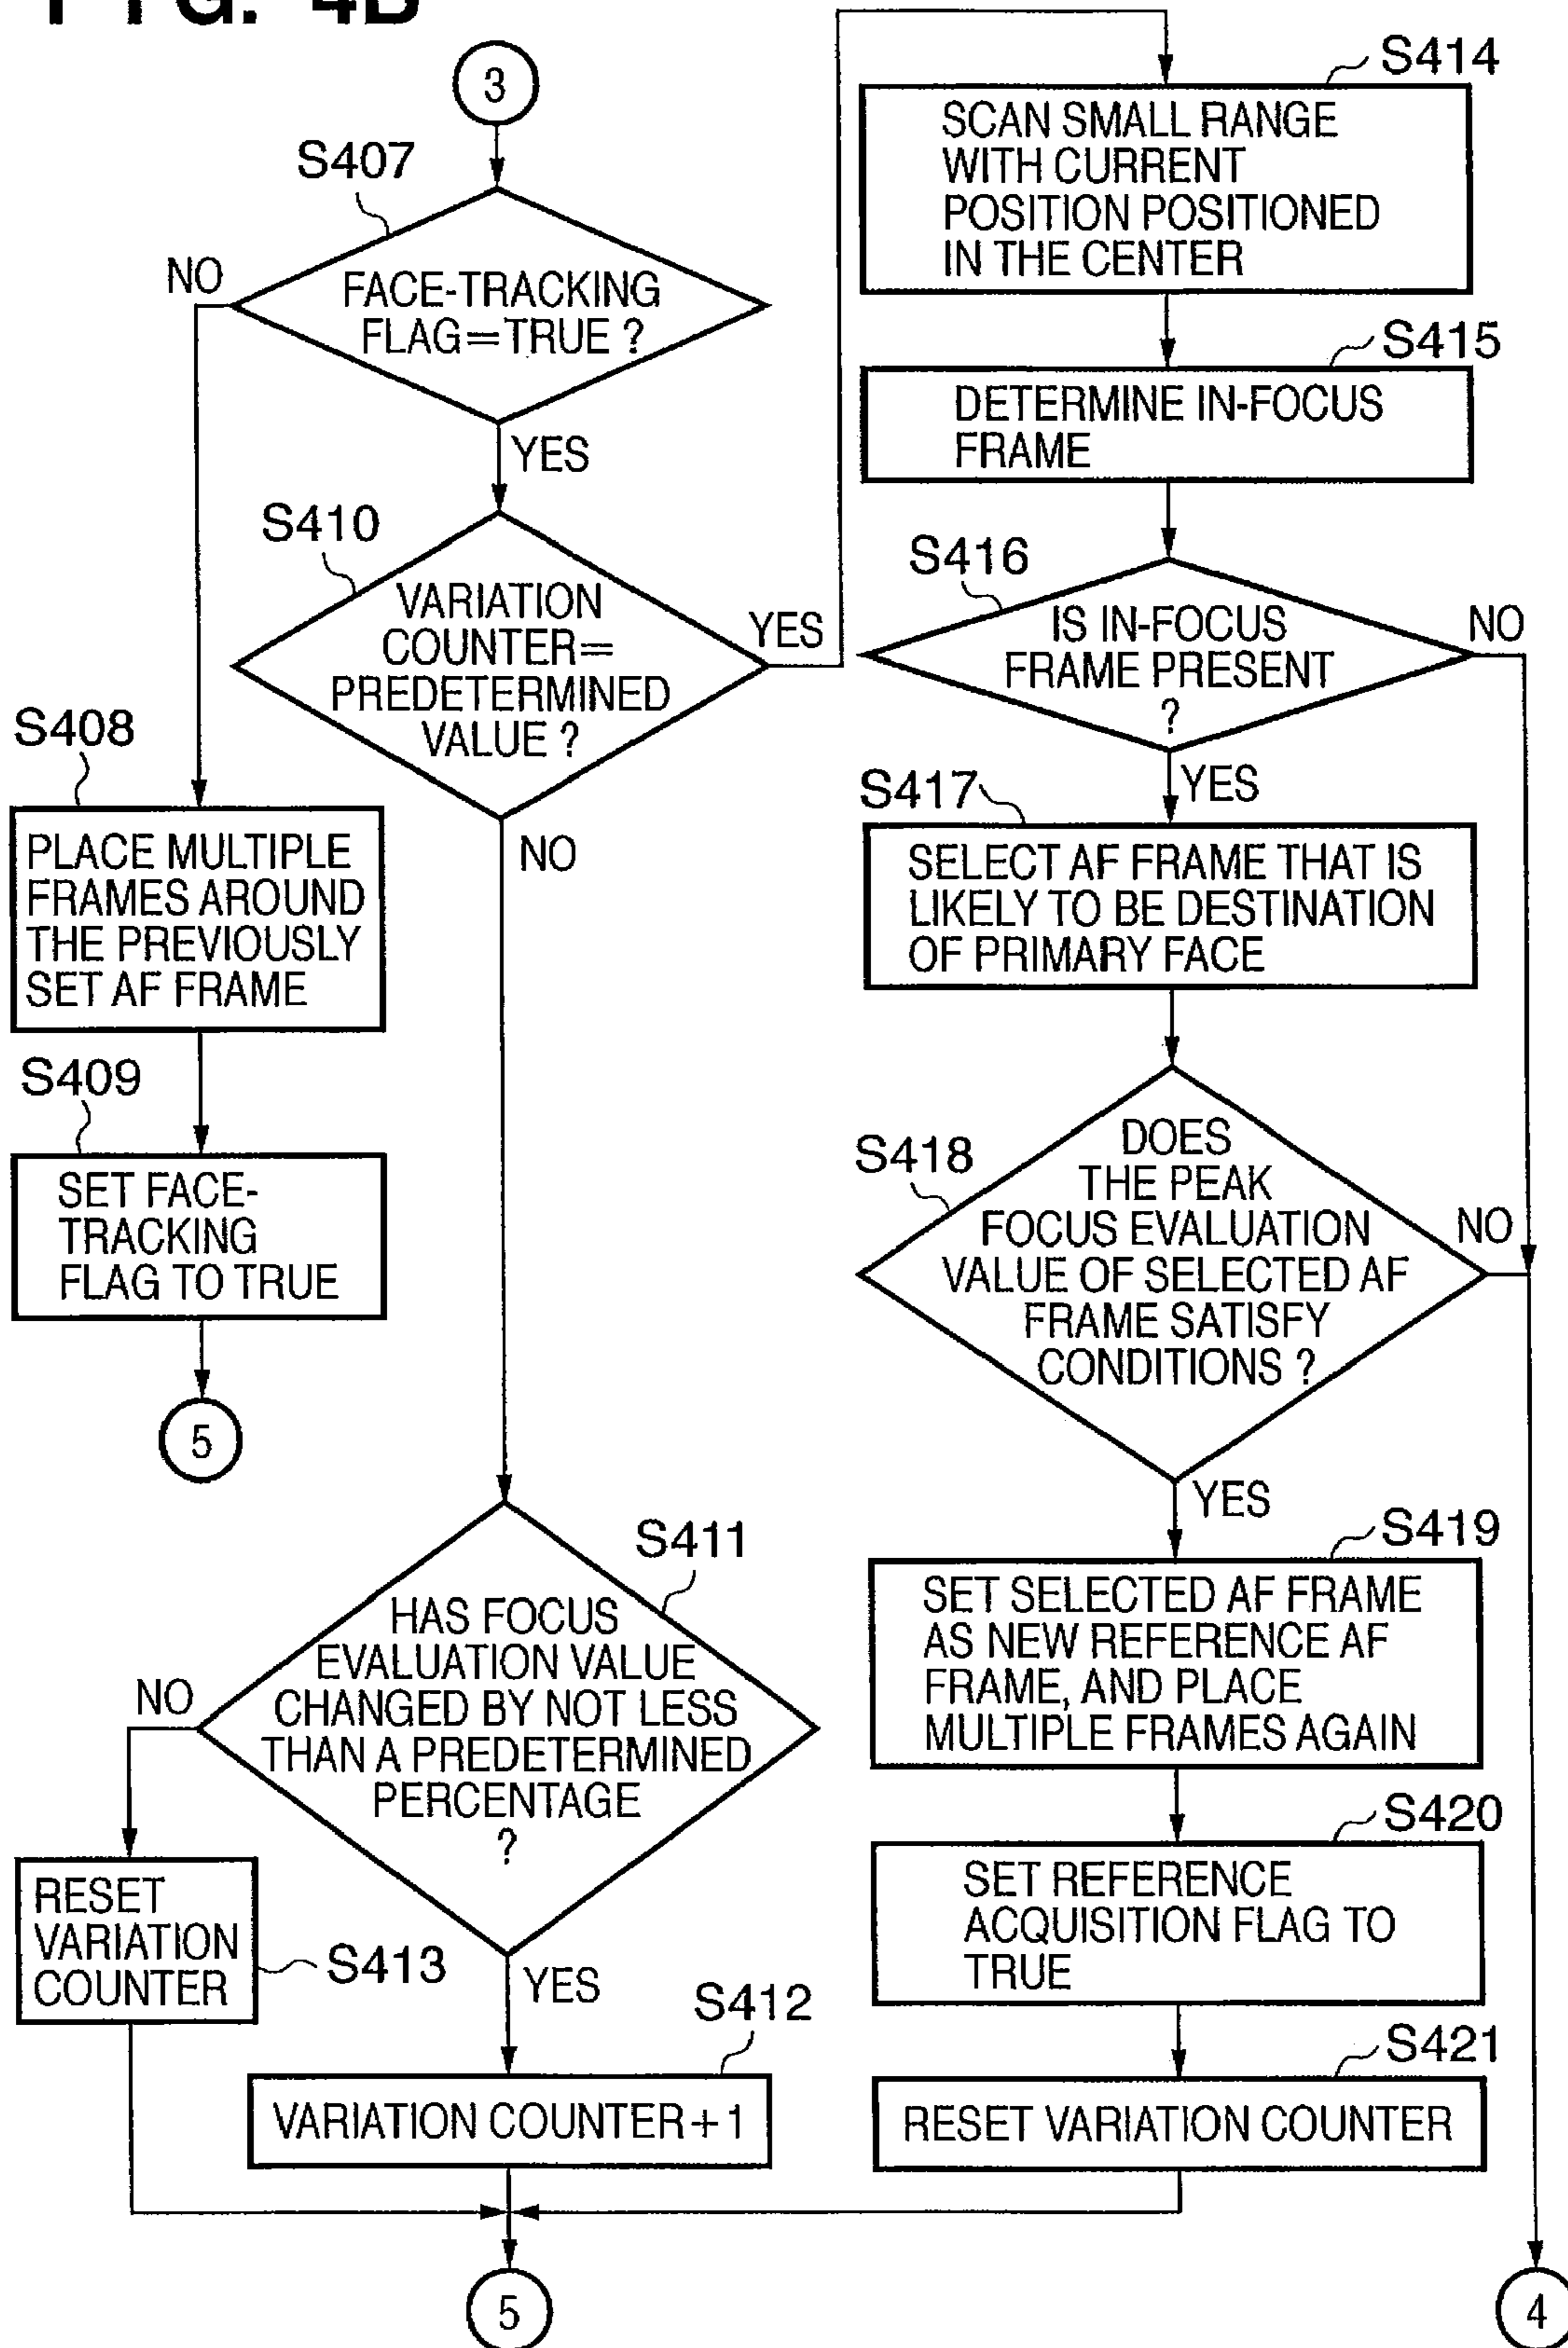 FIG. 4B
3
S407
FACE-TRACKING
FLAG=TRUE ?
NO
YES
S410
VARIATION
COUNTER=
PREDETERMINED
VALUE ?
YES
NO
S408
PLACE MULTIPLE
FRAMES AROUND
THE PREVIOUSLY
SET AF FRAME
S409
SET FACE-
TRACKING
FLAG TO TRUE
5
S411
HAS FOCUS
EVALUATION VALUE
CHANGED BY NOT LESS
THAN A PREDETERMINED
PERCENTAGE
?
NO
YES
RESET
VARIATION
COUNTER
S413
S412
VARIATION COUNTER+1
5
S414
SCAN SMALL RANGE
WITH CURRENT
POSITION POSITIONED
IN THE CENTER
S415
DETERMINE IN-FOCUS
FRAME
S416
IS IN-FOCUS
FRAME PRESENT
?
NO
YES
S417
SELECT AF FRAME THAT IS
LIKELY TO BE DESTINATION
OF PRIMARY FACE
S418
DOES
THE PEAK
FOCUS EVALUATION
VALUE OF SELECTED AF
FRAME SATISFY
CONDITIONS ?
NO
YES
S419
SET SELECTED AF FRAME
AS NEW REFERENCE AF
FRAME, AND PLACE
MULTIPLE FRAMES AGAIN
S420
SET REFERENCE
ACQUISITION FLAG TO
TRUE
S421
RESET VARIATION COUNTER
4